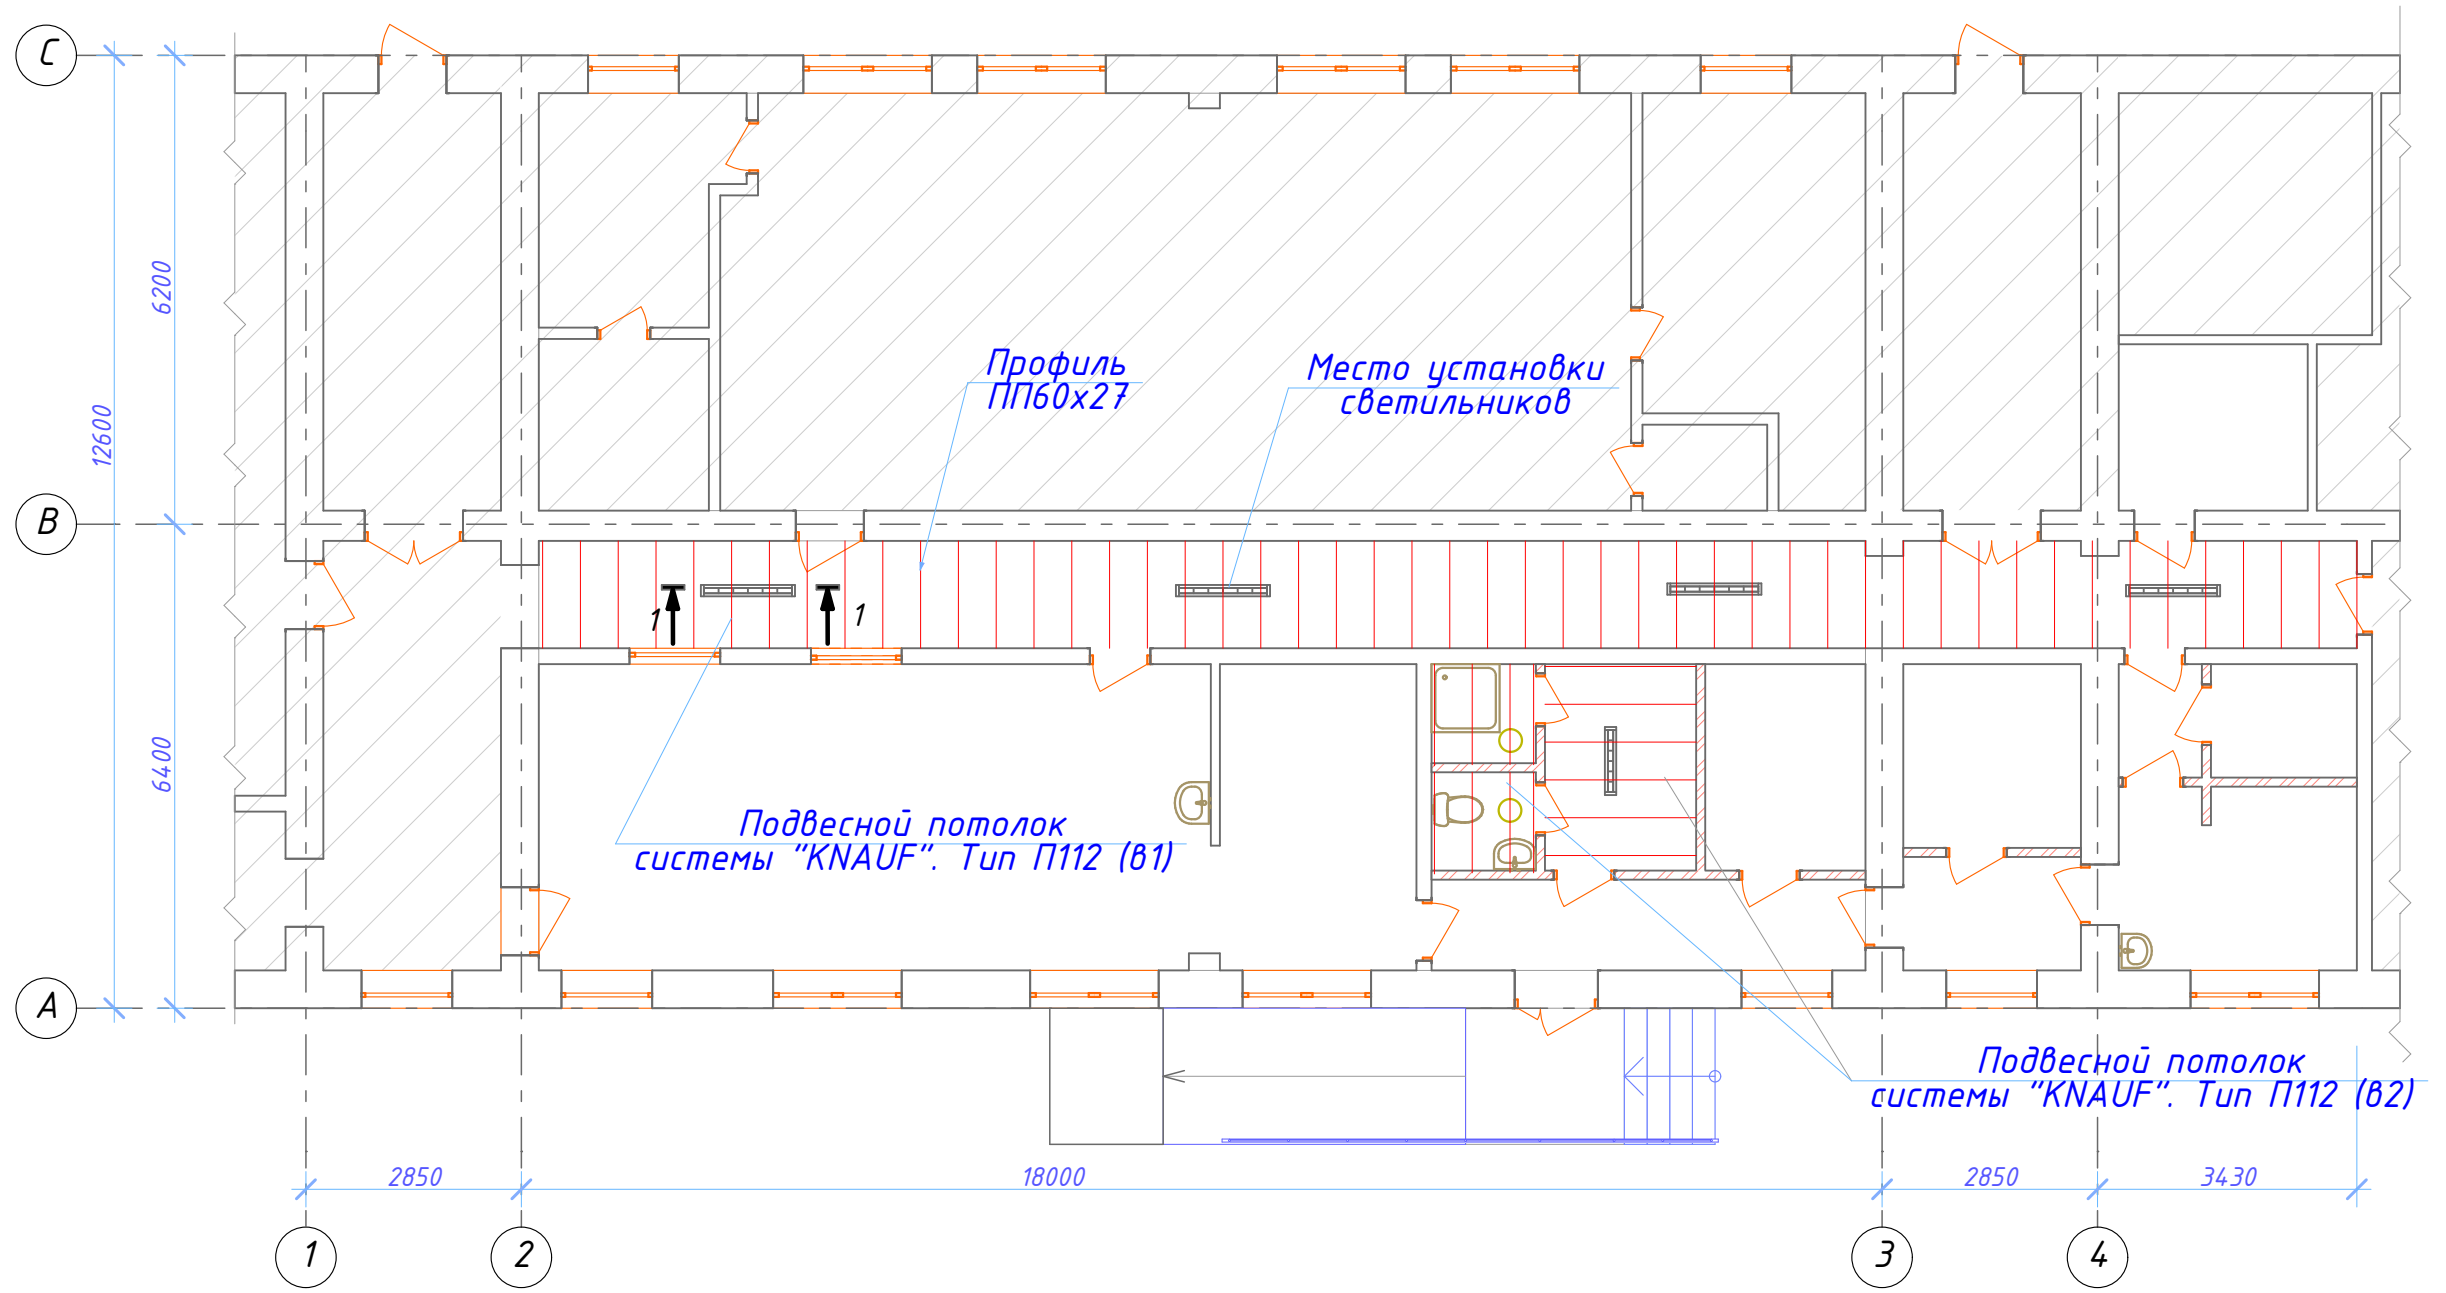 C
6200
12600
Профиль
ПП60х27
Место установки
светильников
B
1
1
6400
Подвесной потолок
системы "KNAUF". Тип П112 (в1)
A
Подвесной потолок
системы "KNAUF". Тип П112 (в2)
2850
18000
2850
3430
1
2
3
4